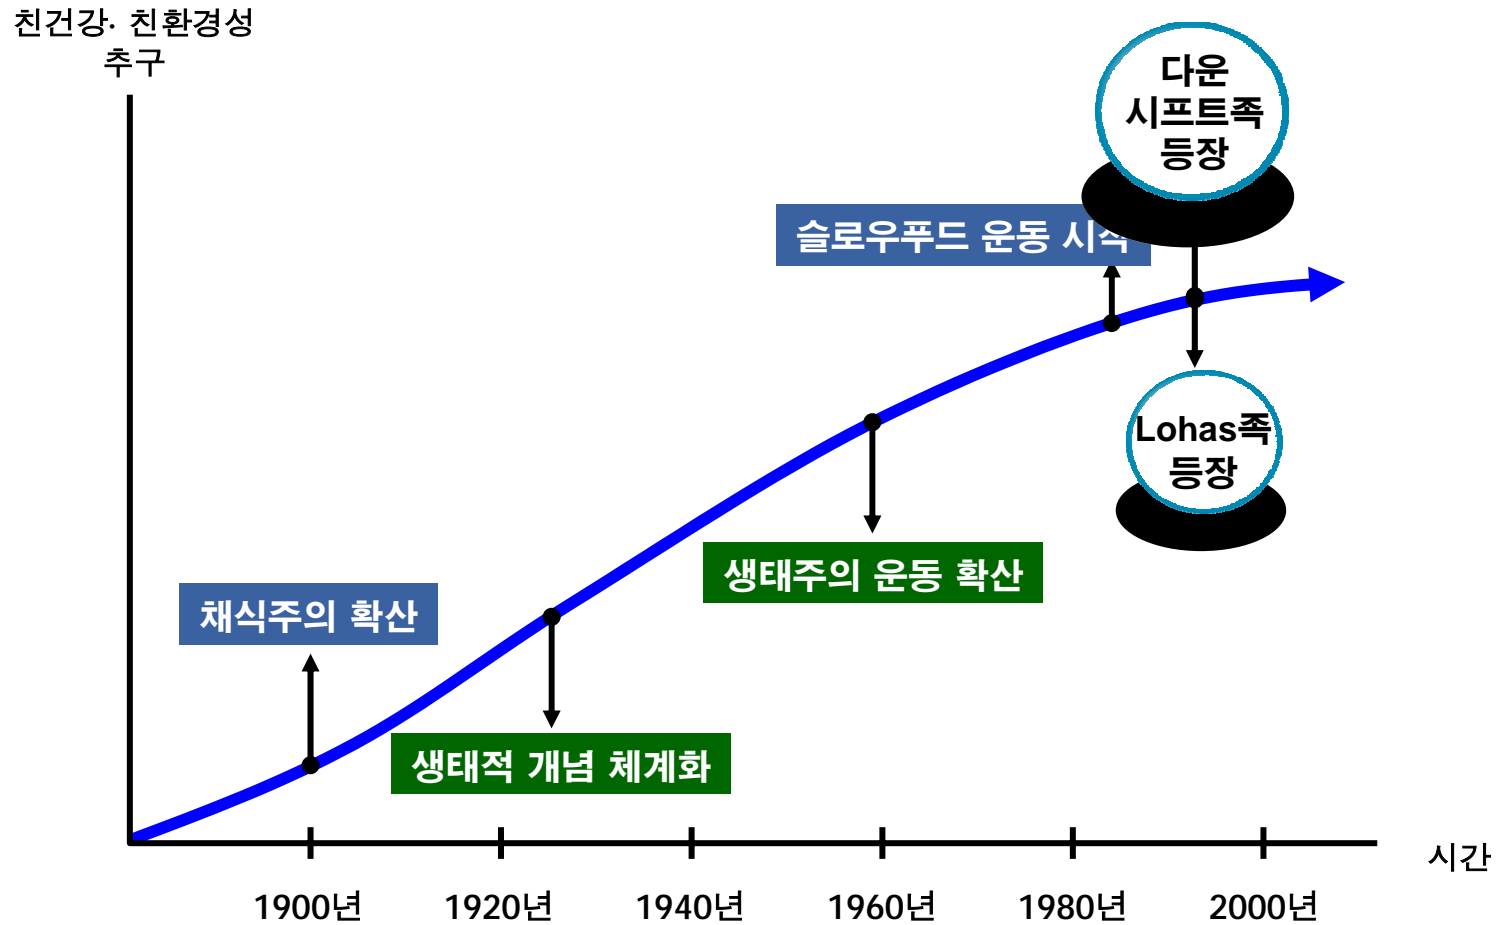 친건강· 친환경성
추구
다운
시프트족
등장
슬로우푸드 운동 시작
Lohas족
등장
생태주의 운동 확산
채식주의 확산
생태적 개념 체계화
시간
1900년
1920년
1940년
1960년
1980년
2000년